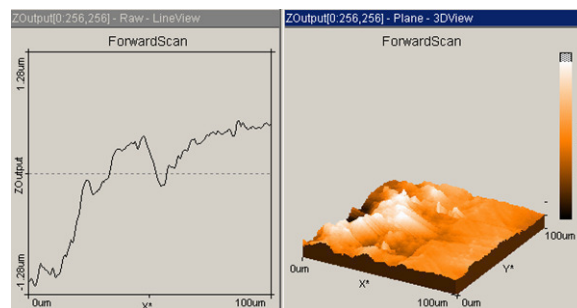 ZOutput[0:256,256] - Raw - LineView
ForwardScan
1.28um
ZOutput
-1.28um
0um
X*
100um
ZOutput[0:256,256] - Plane - 3DView
ForwardScan
0um
X*
100um
0um
Y*
100um